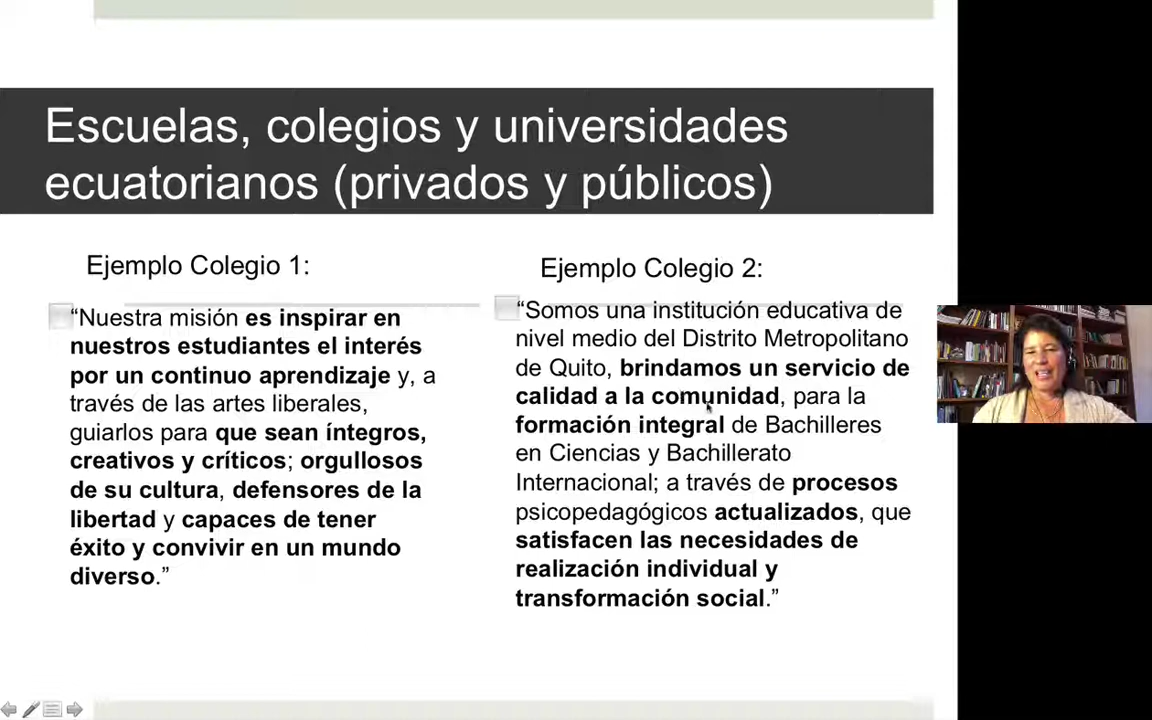 Escuelas, colegios y universidades
ecuatorianos (privados y públicos)
Ejemplo Colegio 1:
“Nuestra misión es inspirar en
nuestros estudiantes el interés
por un continuo aprendizaje y, a
través de las artes liberales,
guiarlos para que sean íntegros,
creativos y críticos; orgullosos
de su cultura, defensores de la
libertad y capaces de tener
éxito y convivir en un mundo
diverso.”
Ejemplo Colegio 2:
“Somos una institución educativa de
nivel medio del Distrito Metropolitano
de Quito, brindamos un servicio de
calidad a la comunidad, para la
formación integral de Bachilleres
en Ciencias y Bachillerato
Internacional; a través de procesos
psicopedagógicos actualizados, que
satisfacen las necesidades de
realización individual y
transformación social.”